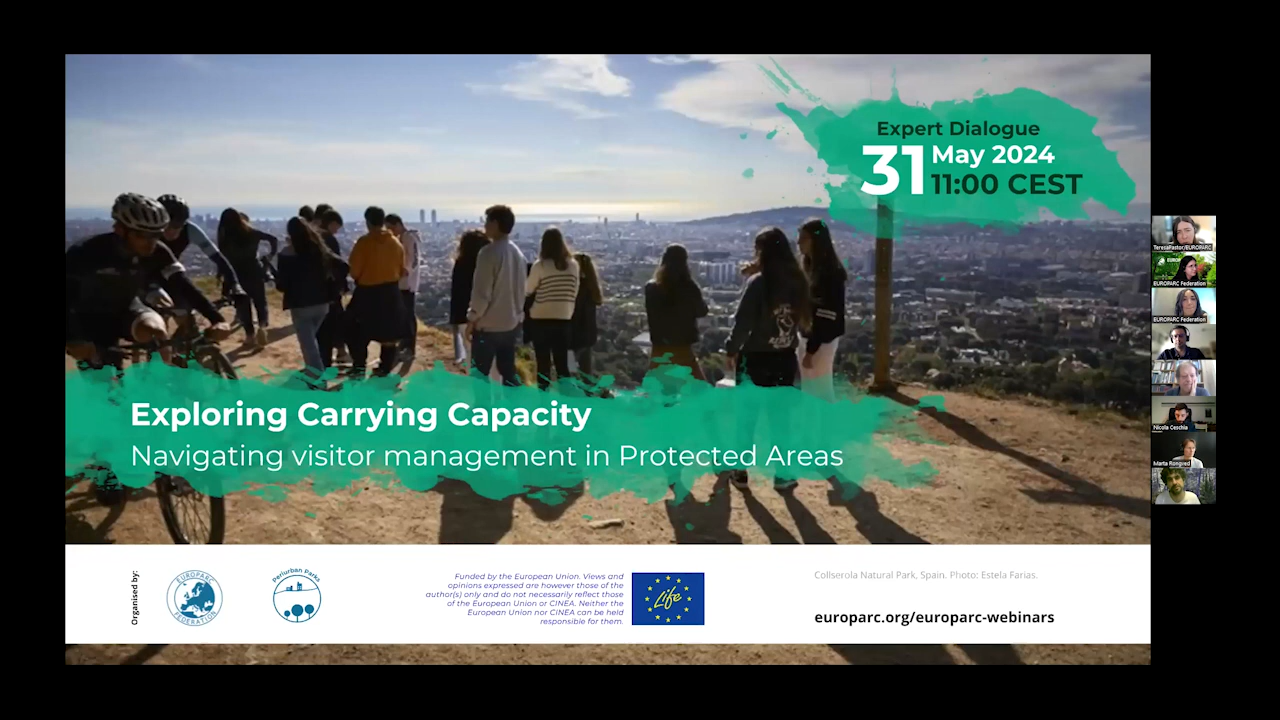 Expert Dialogue
31
May 2024
11:00 CEST
Exploring Carrying Capacity
Navigating visitor management in Protected Areas
Organised by:
EUROPARC
FEDERATION
Periurban Parks
Funded by the European Union. Views and
opinions expressed are however those of the
author(s) only and do not necessarily reflect those
of the European Union or CINEA. Neither the
European Union nor CINEA can be held
responsible for them.
Life
Collserola Natural Park, Spain. Photo: Estela Farias.
europarc.org/europarc-webinars
TeresaPastor/EUROPARC
EUROPARC Federation
EUROPARC Federation
Nicola Ceschia
Marta Rongved